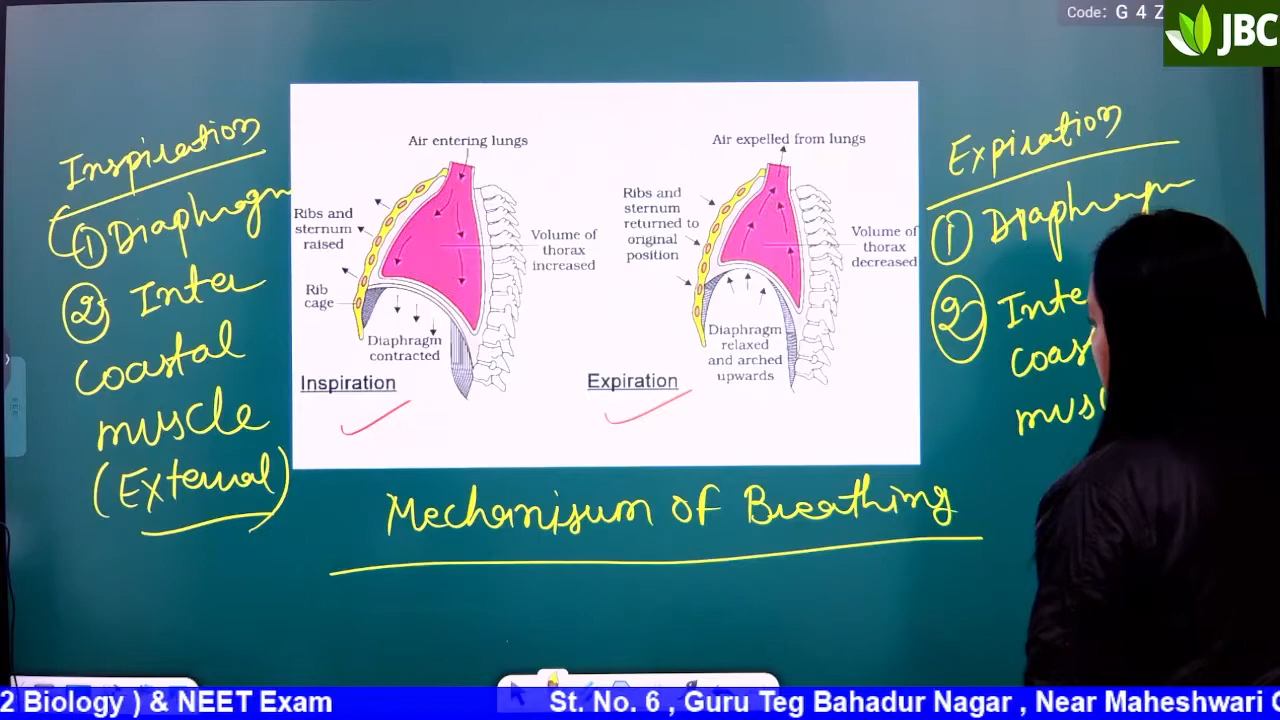 Code: G 4 Z
JBC
Inspiration
① Diaphragm
② Inter
coastal
muscle
(External)
Air entering lungs
Ribs and
sternum
raised
Rib
cage
Volume of
thorax
increased
Diaphragm
contracted
Inspiration
Air expelled from lungs
Ribs and
sternum
returned to
original
position
Volume of
thorax
decreased
Diaphragm
relaxed
and arched
upwards
Expiration
Expiration
① Diaphragm
② Inte
coast
musc
Mechanisum of Breathing
2 Biology ) & NEET Exam
St. No. 6 , Guru Teg Bahadur Nagar , Near Maheshwari